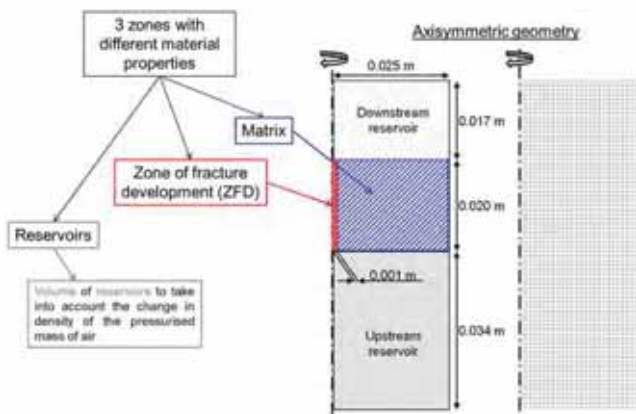 3 zones with
different material
properties
Axisymmetric geometry
0.025 m
Downstream
reservoir
0.017 m
Matrix
Zone of fracture
development (ZFD)
0.020 m
Reservoirs
0.001 m
Volume of reservoirs to take
into account the change in
density of the pressurised
mass of air
Upstream
reservoir
0.034 m